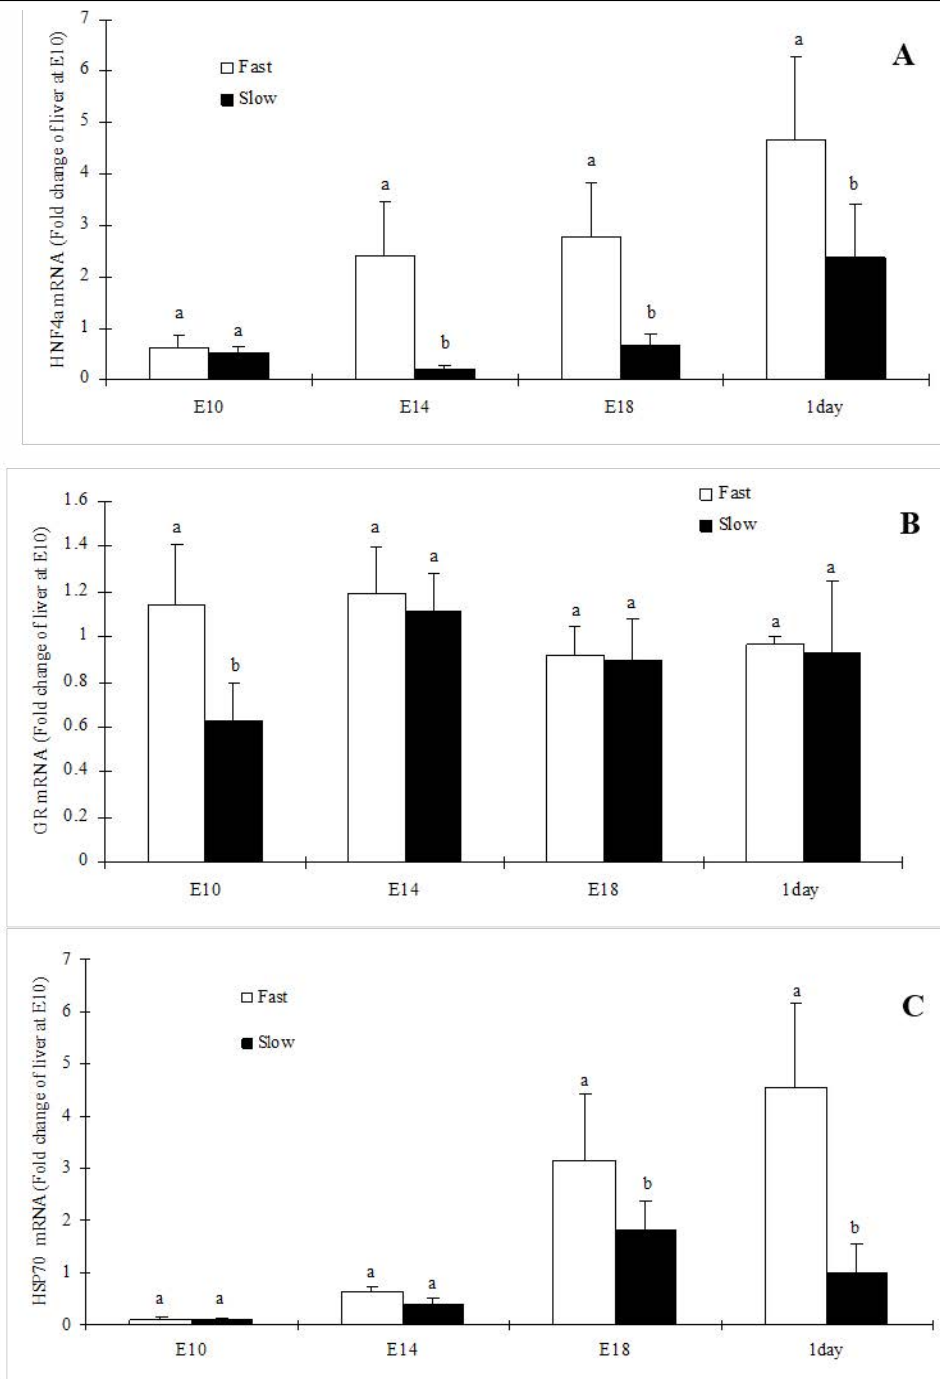 A
HNF4a mRNA (Fold change of liver at E10)
7
6
5
4
3
2
1
0
Fast
Slow
a
a
a
b
a
b
a
b
E10
E14
E18
1day
B
GR mRNA (Fold change of liver at E10)
1.6
1.4
1.2
1
0.8
0.6
0.4
0.2
0
Fast
Slow
a
b
a
a
a
a
a
a
E10
E14
E18
1day
C
HSP70 mRNA (Fold change of liver at E10)
7
6
5
4
3
2
1
0
Fast
Slow
a
a
a
a
a
b
a
b
E10
E14
E18
1day